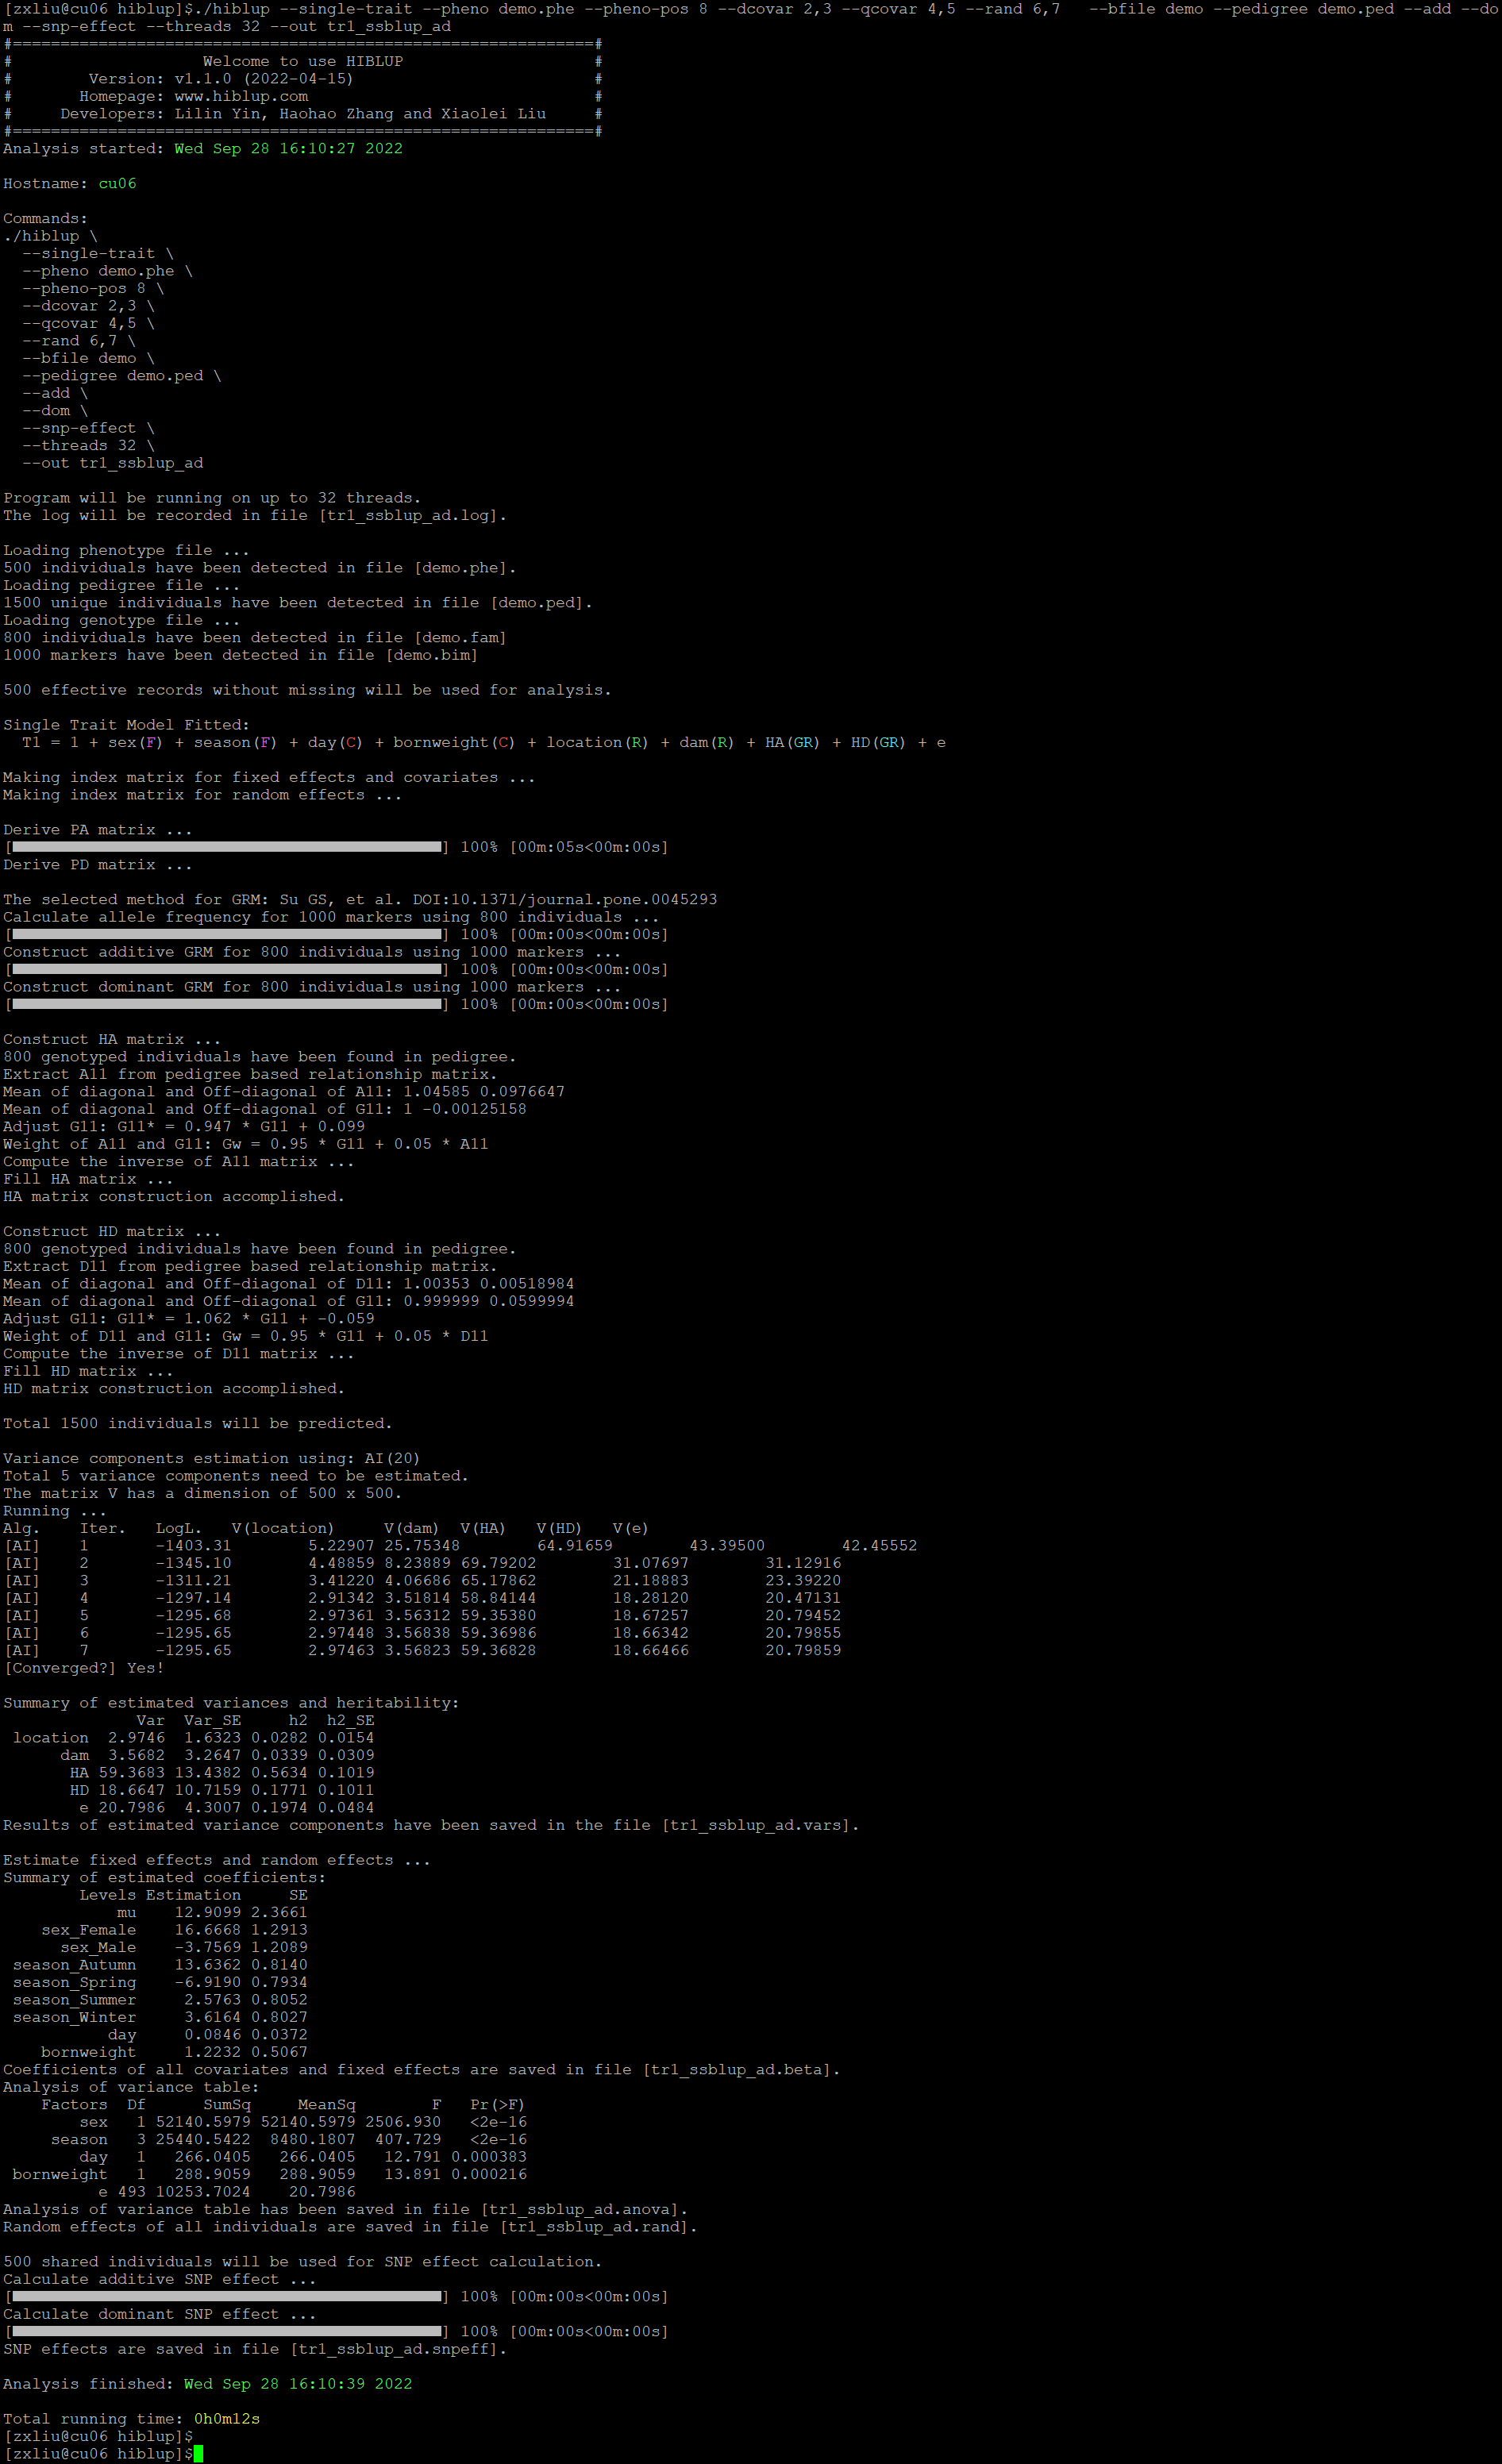 [zxliu@cu06 hiblup]$./hiblup --single-trait --pheno demo.phe --pheno-pos 8 --dcovar 2,3 --qcovar 4,5 --rand 6,7   --bfile demo --pedigree demo.ped --add --do
m --snp-effect --threads 32 --out tr1_ssblup_ad
#=============================================================#
#                    Welcome to use HIBLUP                    #
#        Version: v1.1.0 (2022-04-15)                         #
#       Homepage: www.hiblup.com                              #
#     Developers: Lilin Yin, Haohao Zhang and Xiaolei Liu     #
#=============================================================#
Analysis started: Wed Sep 28 16:10:27 2022
Hostname: cu06
Commands:
./hiblup \
  --single-trait \
  --pheno demo.phe \
  --pheno-pos 8 \
  --dcovar 2,3 \
  --qcovar 4,5 \
  --rand 6,7 \
  --bfile demo \
  --pedigree demo.ped \
  --add \
  --dom \
  --snp-effect \
  --threads 32 \
  --out tr1_ssblup_ad
Program will be running on up to 32 threads.
The log will be recorded in file [tr1_ssblup_ad.log].
Loading phenotype file ...
500 individuals have been detected in file [demo.phe].
Loading pedigree file ...
1500 unique individuals have been detected in file [demo.ped].
Loading genotype file ...
800 individuals have been detected in file [demo.fam]
1000 markers have been detected in file [demo.bim]
500 effective records without missing will be used for analysis.
Single Trait Model Fitted:
  T1 = 1 + sex(F) + season(F) + day(C) + bornweight(C) + location(R) + dam(R) + HA(GR) + HD(GR) + e
Making index matrix for fixed effects and covariates ...
Making index matrix for random effects ...
Derive PA matrix ...
[] 100% [00m:05s<00m:00s]
Derive PD matrix ...
The selected method for GRM: Su GS, et al. DOI:10.1371/journal.pone.0045293
Calculate allele frequency for 1000 markers using 800 individuals ...
[] 100% [00m:00s<00m:00s]
Construct additive GRM for 800 individuals using 1000 markers ...
[] 100% [00m:00s<00m:00s]
Construct dominant GRM for 800 individuals using 1000 markers ...
[] 100% [00m:00s<00m:00s]
Construct HA matrix ...
800 genotyped individuals have been found in pedigree.
Extract A11 from pedigree based relationship matrix.
Mean of diagonal and Off-diagonal of A11: 1.04585 0.0976647
Mean of diagonal and Off-diagonal of G11: 1 -0.00125158
Adjust G11: G11* = 0.947 * G11 + 0.099
Weight of A11 and G11: Gw = 0.95 * G11 + 0.05 * A11
Compute the inverse of A11 matrix ...
Fill HA matrix ...
HA matrix construction accomplished.
Construct HD matrix ...
800 genotyped individuals have been found in pedigree.
Extract D11 from pedigree based relationship matrix.
Mean of diagonal and Off-diagonal of D11: 1.00353 0.00518984
Mean of diagonal and Off-diagonal of G11: 0.999999 0.0599994
Adjust G11: G11* = 1.062 * G11 + -0.059
Weight of D11 and G11: Gw = 0.95 * G11 + 0.05 * D11
Compute the inverse of D11 matrix ...
Fill HD matrix ...
HD matrix construction accomplished.
Total 1500 individuals will be predicted.
Variance components estimation using: AI(20)
Total 5 variance components need to be estimated.
The matrix V has a dimension of 500 x 500.
Running ...
Alg.    Iter.   LogL.   V(location)     V(dam)  V(HA)   V(HD)   V(e)
[AI]    1       -1403.31        5.22907 25.75348        64.91659        43.39500        42.45552
[AI]    2       -1345.10        4.48859 8.23889 69.79202        31.07697        31.12916
[AI]    3       -1311.21        3.41220 4.06686 65.17862        21.18883        23.39220
[AI]    4       -1297.14        2.91342 3.51814 58.84144        18.28120        20.47131
[AI]    5       -1295.68        2.97361 3.56312 59.35380        18.67257        20.79452
[AI]    6       -1295.65        2.97448 3.56838 59.36986        18.66342        20.79855
[AI]    7       -1295.65        2.97463 3.56823 59.36828        18.66466        20.79859
[Converged?] Yes!
Summary of estimated variances and heritability:
              Var  Var_SE     h2  h2_SE
 location  2.9746  1.6323 0.0282 0.0154
      dam  3.5682  3.2647 0.0339 0.0309
       HA 59.3683 13.4382 0.5634 0.1019
       HD 18.6647 10.7159 0.1771 0.1011
        e 20.7986  4.3007 0.1974 0.0484
Results of estimated variance components have been saved in the file [tr1_ssblup_ad.vars].
Estimate fixed effects and random effects ...
Summary of estimated coefficients:
        Levels Estimation     SE
            mu    12.9099 2.3661
    sex_Female    16.6668 1.2913
      sex_Male    -3.7569 1.2089
 season_Autumn    13.6362 0.8140
 season_Spring    -6.9190 0.7934
 season_Summer     2.5763 0.8052
 season_Winter     3.6164 0.8027
           day     0.0846 0.0372
    bornweight     1.2232 0.5067
Coefficients of all covariates and fixed effects are saved in file [tr1_ssblup_ad.beta].
Analysis of variance table:
    Factors  Df      SumSq     MeanSq        F   Pr(>F)
        sex   1 52140.5979 52140.5979 2506.930   <2e-16
     season   3 25440.5422  8480.1807  407.729   <2e-16
        day   1   266.0405   266.0405   12.791 0.000383
 bornweight   1   288.9059   288.9059   13.891 0.000216
          e 493 10253.7024    20.7986
Analysis of variance table has been saved in file [tr1_ssblup_ad.anova].
Random effects of all individuals are saved in file [tr1_ssblup_ad.rand].
500 shared individuals will be used for SNP effect calculation.
Calculate additive SNP effect ...
[] 100% [00m:00s<00m:00s]
Calculate dominant SNP effect ...
[] 100% [00m:00s<00m:00s]
SNP effects are saved in file [tr1_ssblup_ad.snpeff].
Analysis finished: Wed Sep 28 16:10:39 2022
Total running time: 0h0m12s
[zxliu@cu06 hiblup]$
[zxliu@cu06 hiblup]$